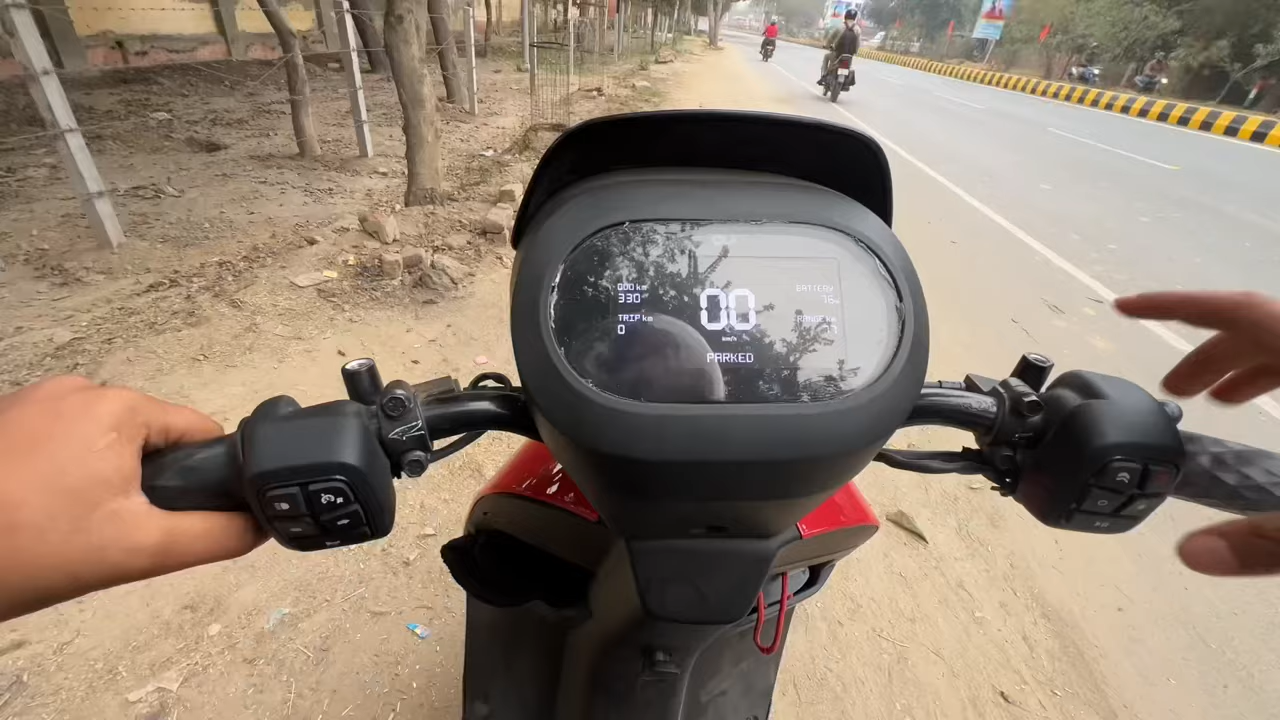 ODO km
330
TRIP km
0
00
km/h
PARKED
BATTERY
76%
RANGE km